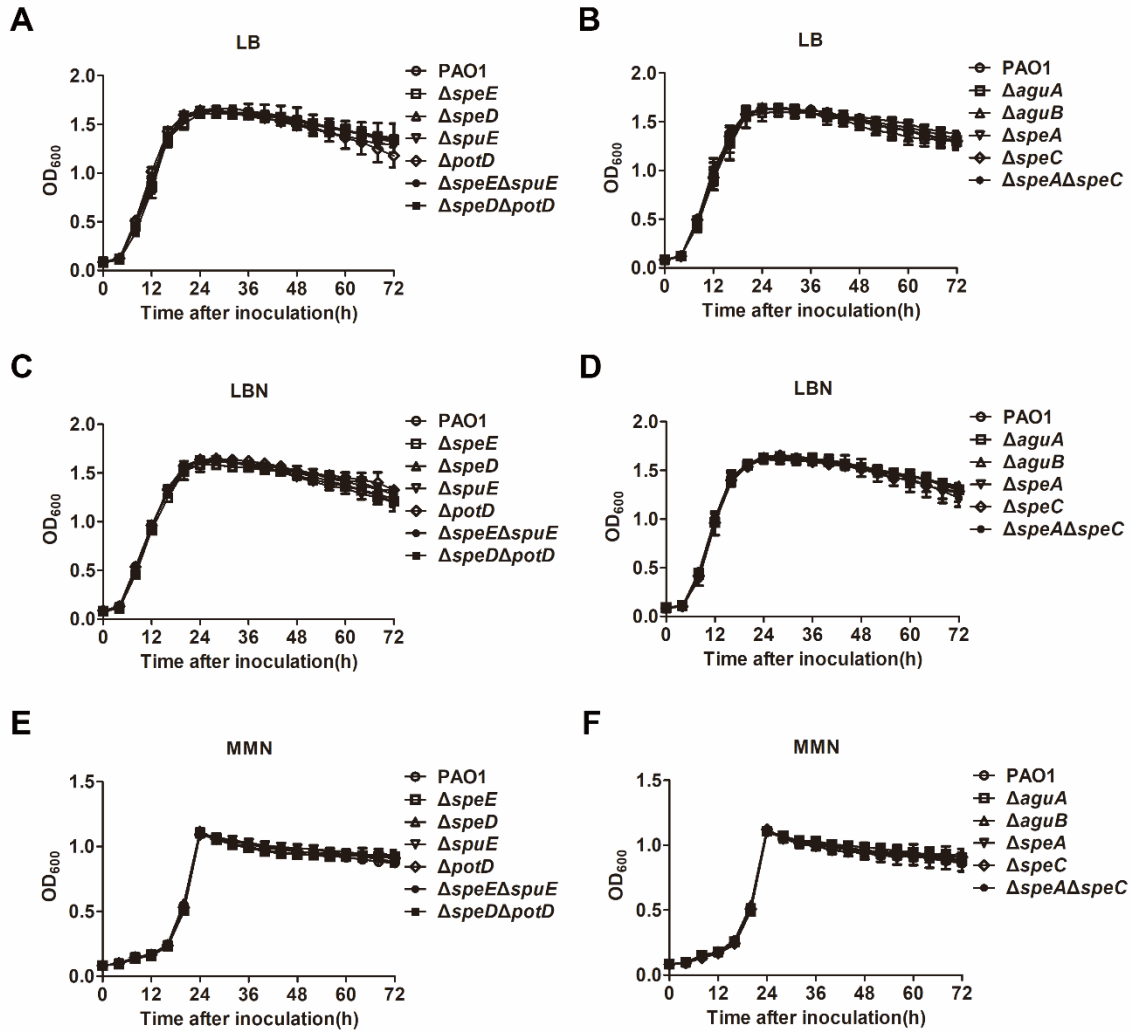 A
LB
OD600
2.0
1.5
1.0
0.5
0.0
0 12 24 36 48 60 72
Time after inoculation(h)
PAO1
ΔspeE
ΔspeD
ΔspuE
ΔpotD
ΔspeEΔspuE
ΔspeDΔpotD
B
LB
OD600
2.0
1.5
1.0
0.5
0.0
0 12 24 36 48 60 72
Time after inoculation(h)
PAO1
ΔaguA
ΔaguB
ΔspeA
ΔspeC
ΔspeAΔspeC
C
LBN
OD600
2.0
1.5
1.0
0.5
0.0
0 12 24 36 48 60 72
Time after inoculation(h)
PAO1
ΔspeE
ΔspeD
ΔspuE
ΔpotD
ΔspeEΔspuE
ΔspeDΔpotD
D
LBN
OD600
2.0
1.5
1.0
0.5
0.0
0 12 24 36 48 60 72
Time after inoculation(h)
PAO1
ΔaguA
ΔaguB
ΔspeA
ΔspeC
ΔspeAΔspeC
E
MMN
OD600
1.5
1.0
0.5
0.0
0 12 24 36 48 60 72
Time after inoculation(h)
PAO1
ΔspeE
ΔspeD
ΔspuE
ΔpotD
ΔspeEΔspuE
ΔspeDΔpotD
F
MMN
OD600
1.5
1.0
0.5
0.0
0 12 24 36 48 60 72
Time after inoculation(h)
PAO1
ΔaguA
ΔaguB
ΔspeA
ΔspeC
ΔspeAΔspeC